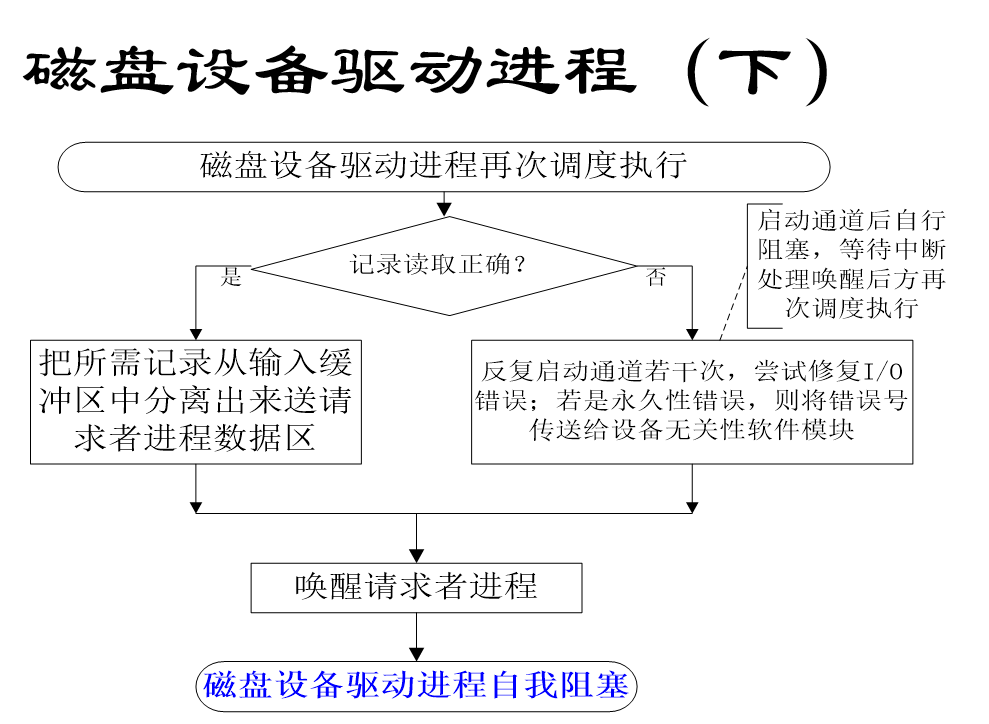 磁盘设备驱动进程（下）
磁盘设备驱动进程再次调度执行
记录读取正确？
是
否
启动通道后自行
阻塞，等待中断
处理唤醒后方再
次调度执行
把所需记录从输入缓
冲区中分离出来送请
求者进程数据区
反复启动通道若干次，尝试修复I/O
错误；若是永久性错误，则将错误号
传送给设备无关性软件模块
唤醒请求者进程
磁盘设备驱动进程自我阻塞